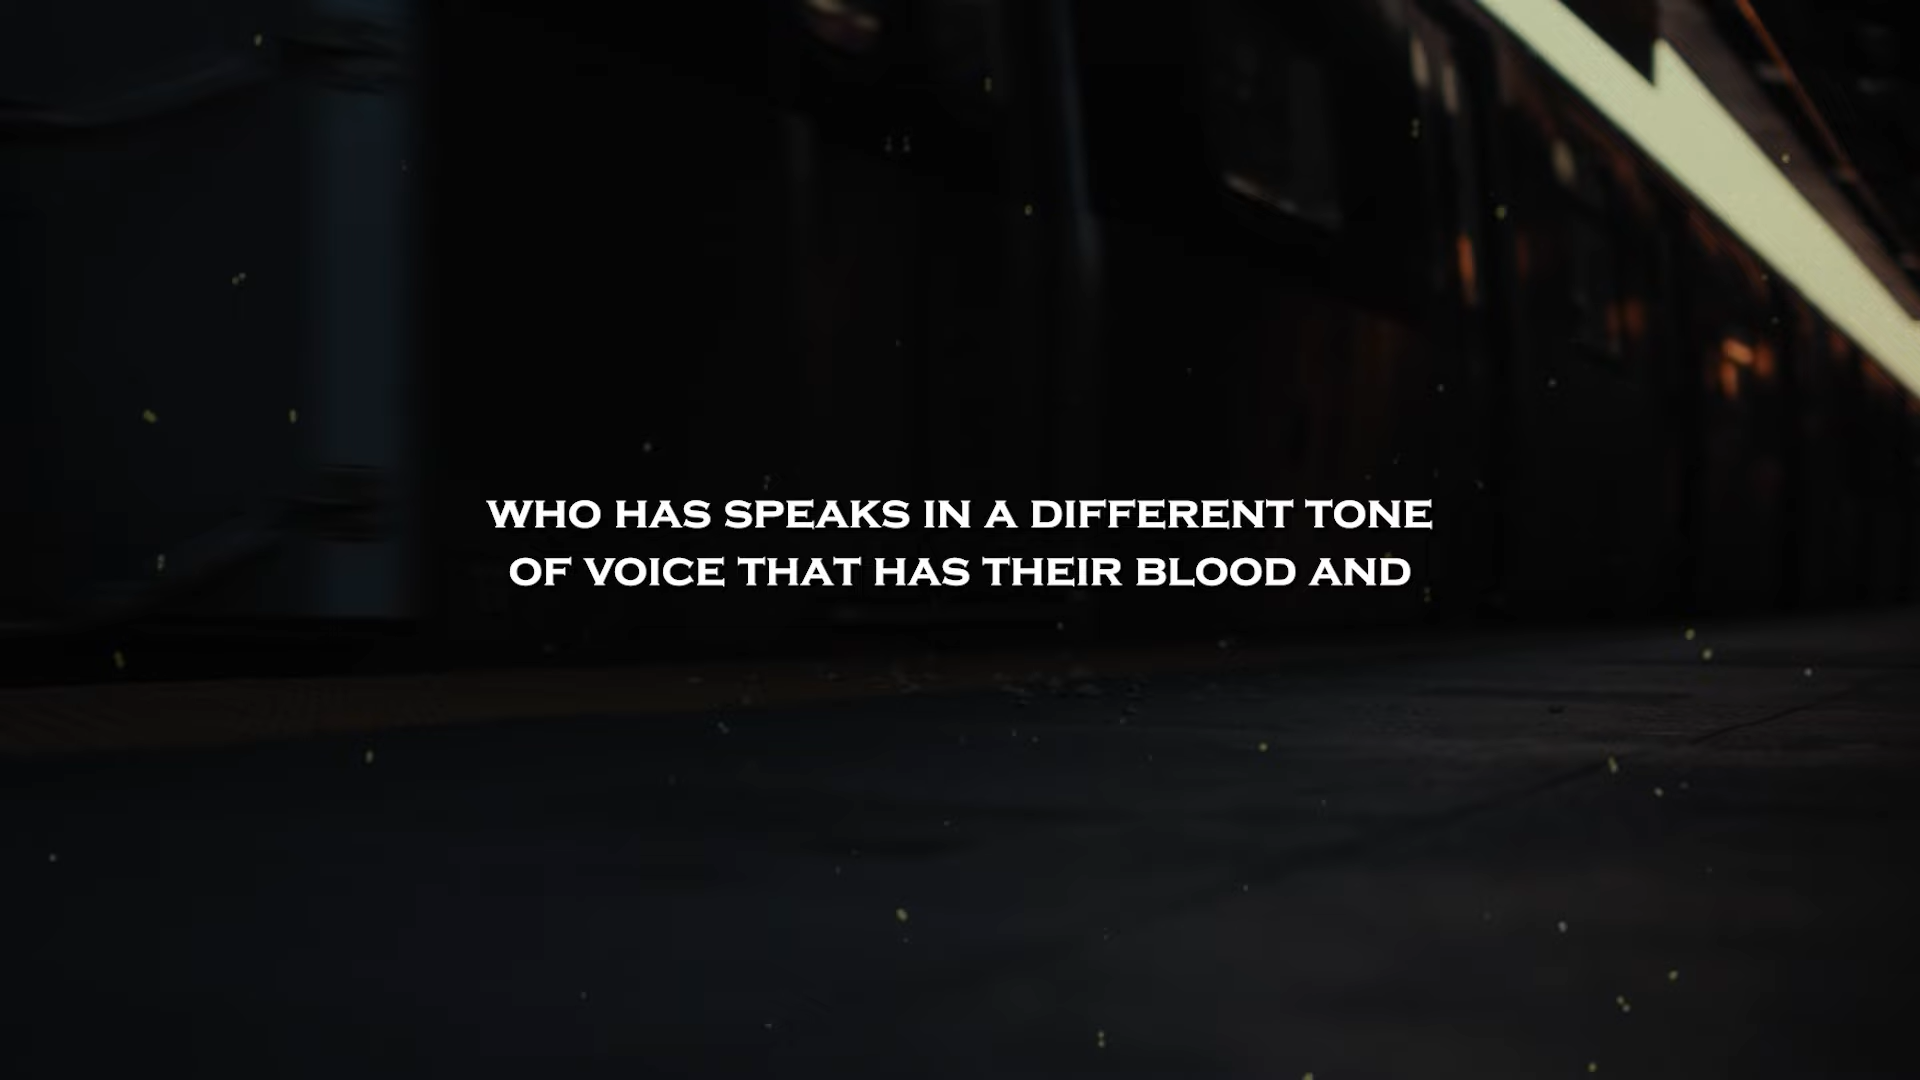 WHO HAS SPEAKS IN A DIFFERENT TONE
OF VOICE THAT HAS THEIR BLOOD AND